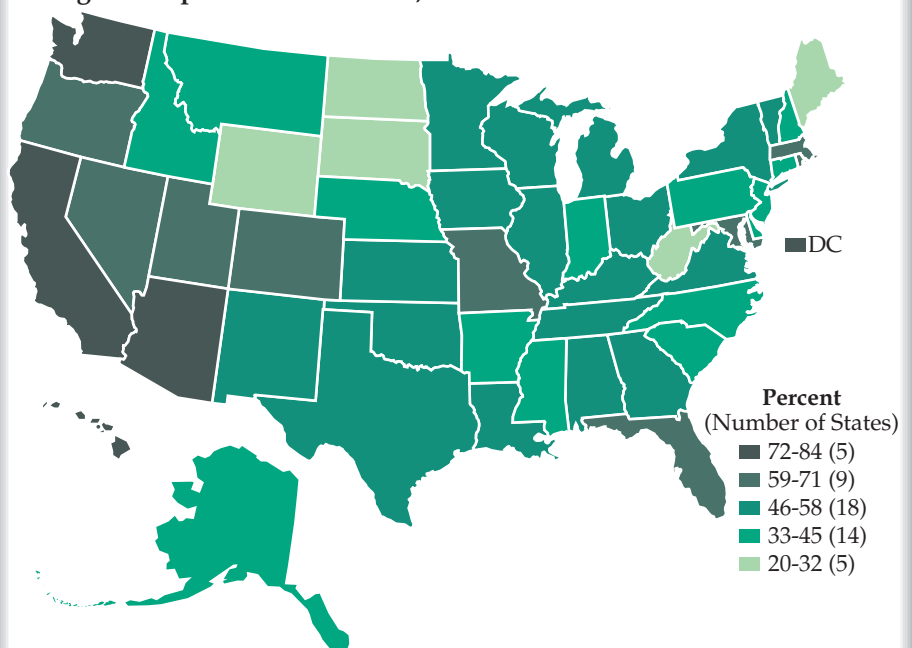 DC
Percent
(Number of States)
72-84 (5)
59-71 (9)
46-58 (18)
33-45 (14)
20-32 (5)